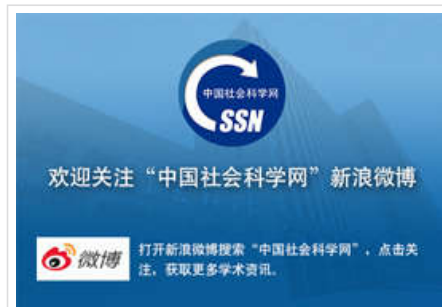 中国社会科学网
SSN
欢迎关注“中国社会科学网”新浪微博
微博
打开新浪微博搜索“中国社会科学网”，点击关
注，获取更多学术资讯。